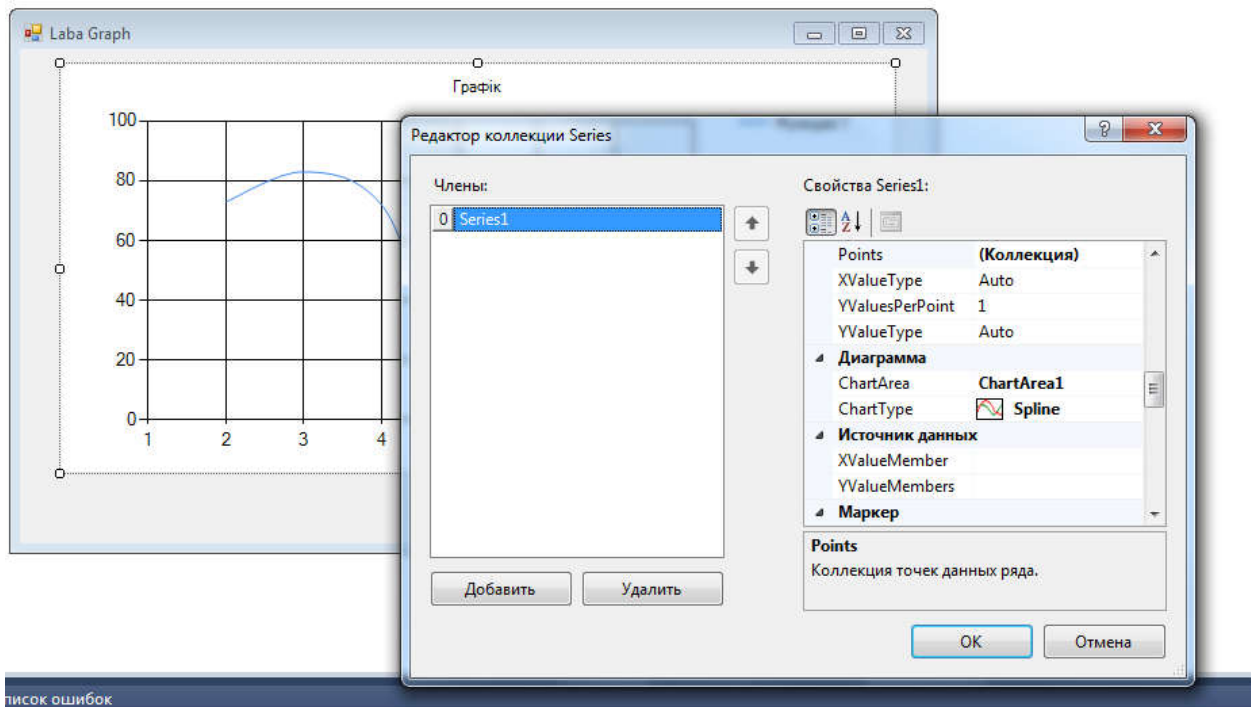 Laba Graph
Графік
100
80
60
40
20
0
1 2 3 4
Редактор коллекции Series
Члены:
0 Series1
Добавить Удалить
Свойства Series1:
Points (Коллекция)
XValueType Auto
YValuesPerPoint 1
YValueType Auto
Диаграмма
ChartArea ChartArea1
ChartType Spline
Источник данных
XValueMember
YValueMembers
Маркер
Points
Коллекция точек данных ряда.
OK Отмена
писок ошибок